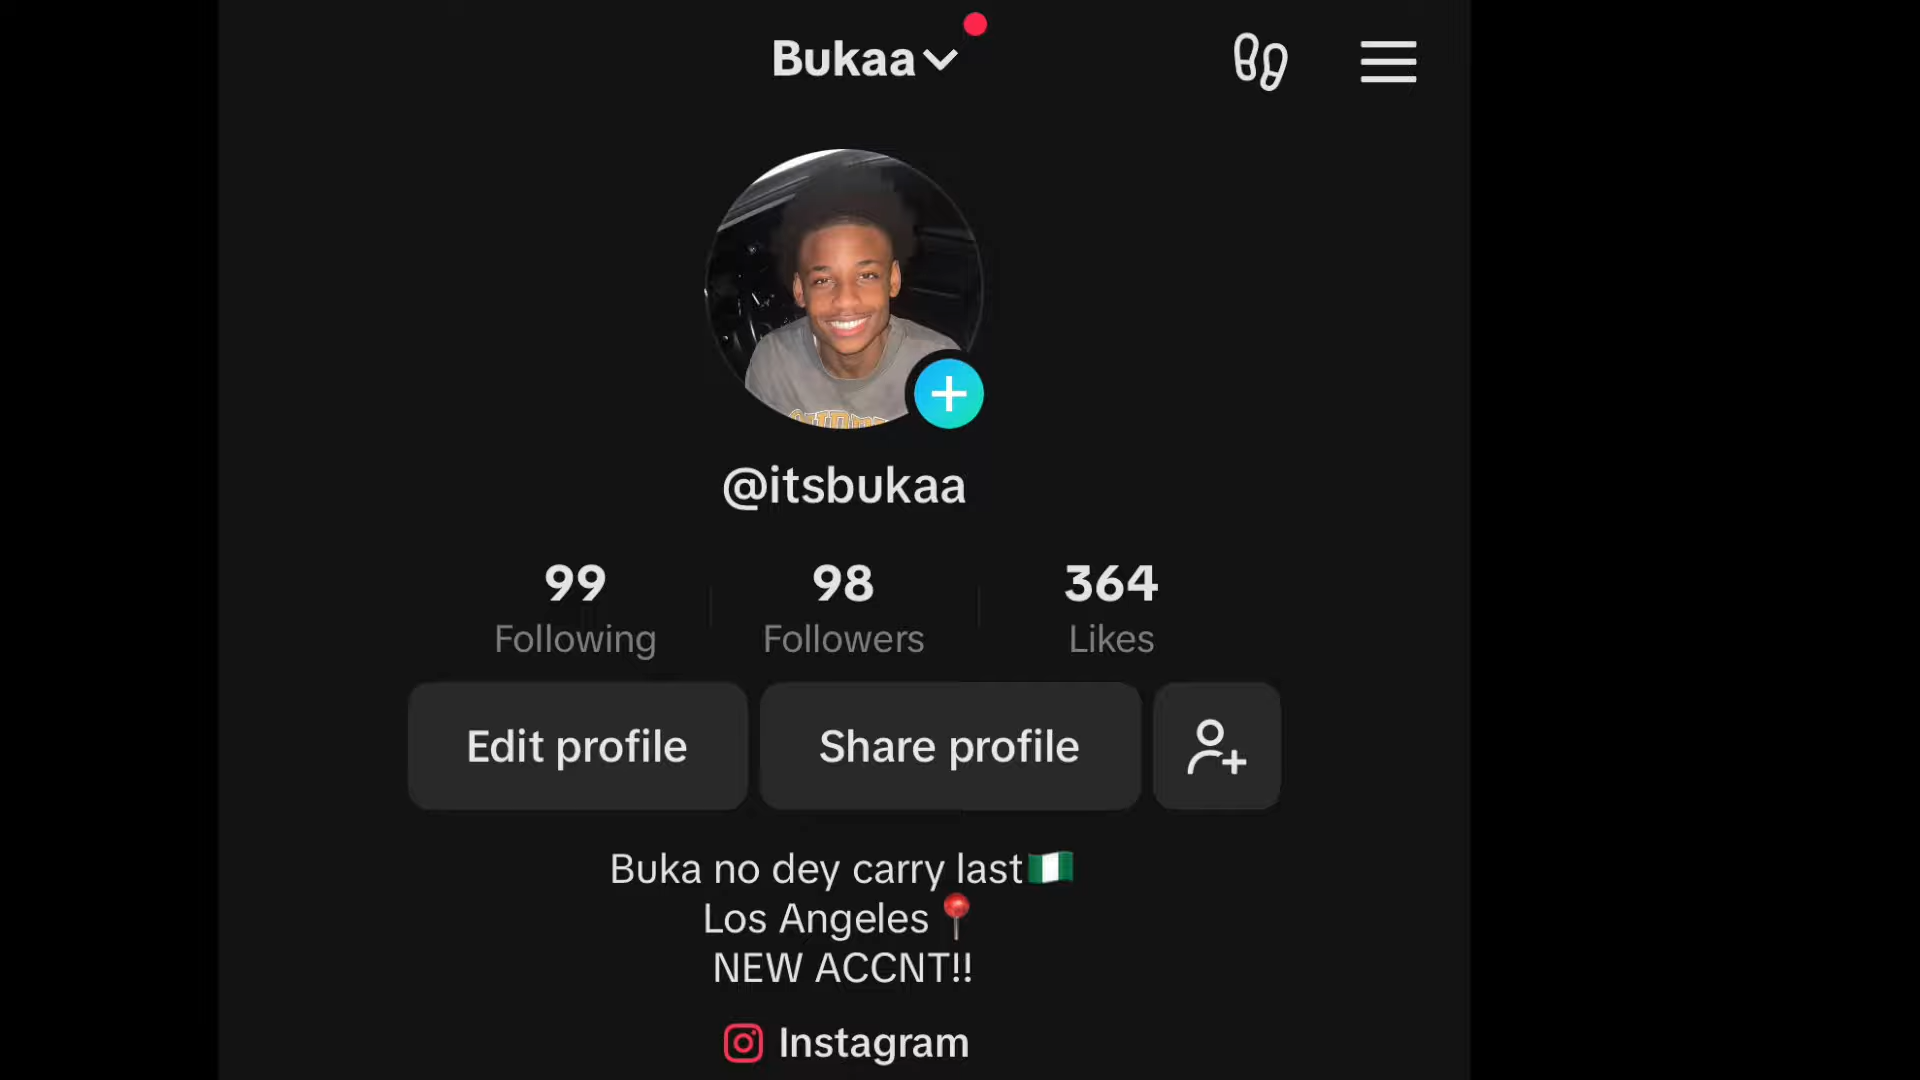 Bukaa
@itsbukaa
99 98 364
Following Followers Likes
Edit profile Share profile
Buka no dey carry last🇳🇬
Los Angeles📍
NEW ACCNT!!
Instagram